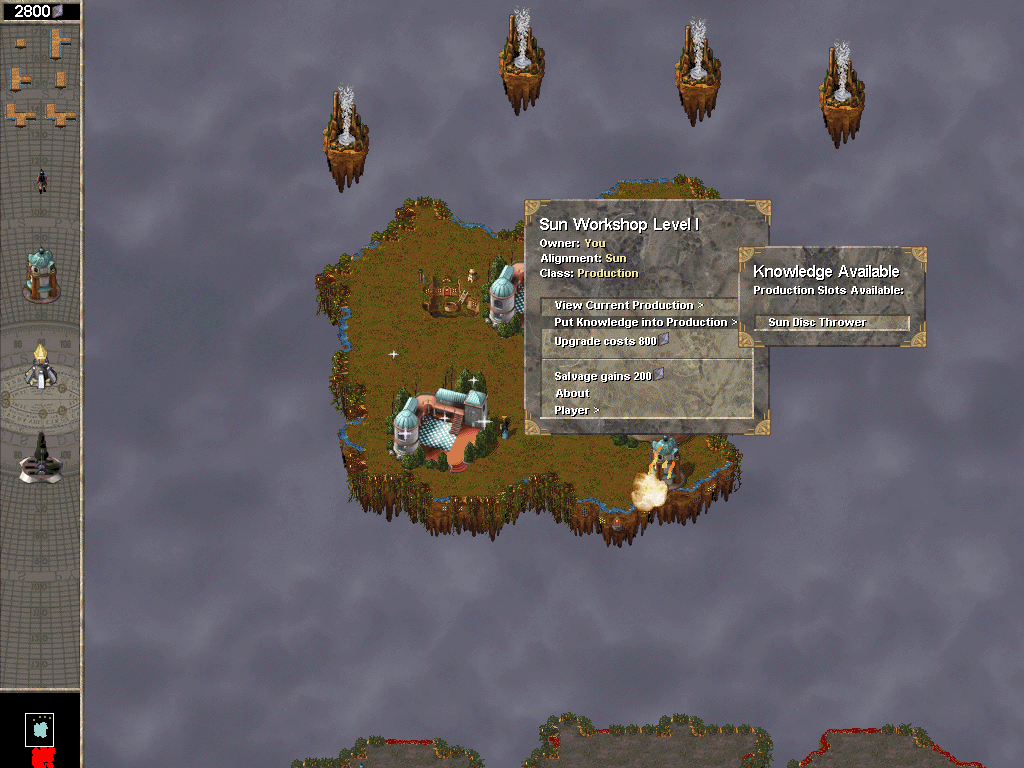 2800
Sun Workshop Level I
Owner: You
Alignment: Sun
Class: Production
View Current Production >
Put Knowledge into Production >
Upgrade costs 800
Salvage gains 200
About
Player >
Knowledge Available
Production Slots Available:
Sun Disc Thrower